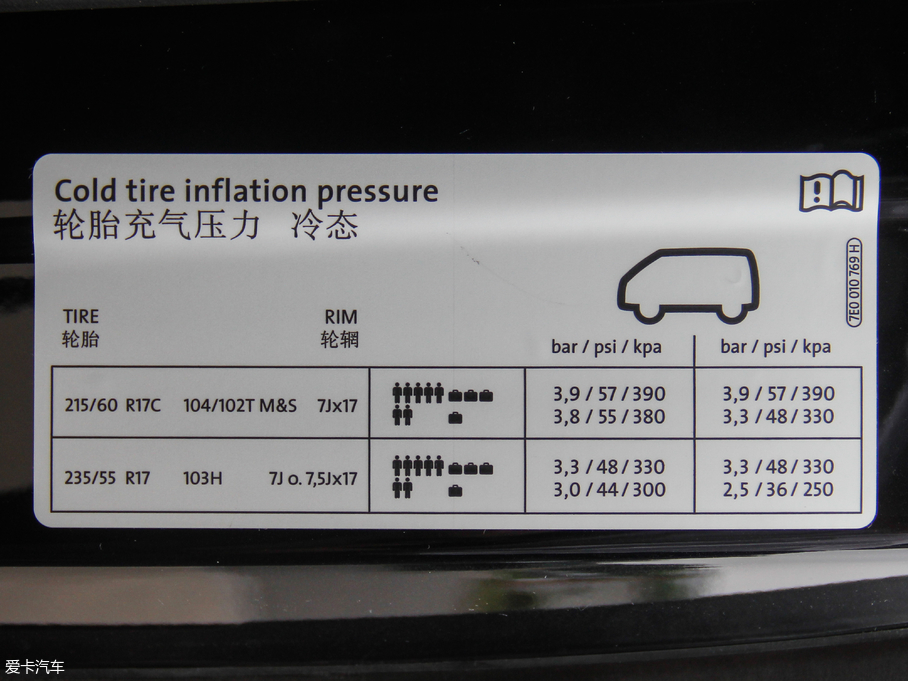 Cold tire inflation pressure
轮胎充气压力 冷态
7E0 010 769 H
TIRE RIM
轮胎 轮辋
bar / psi / kpa bar / psi / kpa
215/60 R17C 104/102T M&S 7Jx17
3,9 / 57 / 390 3,9 / 57 / 390
3,8 / 55 / 380 3,3 / 48 / 330
235/55 R17 103H 7J o. 7,5Jx17
3,3 / 48 / 330 3,3 / 48 / 330
3,0 / 44 / 300 2,5 / 36 / 250
爱卡汽车